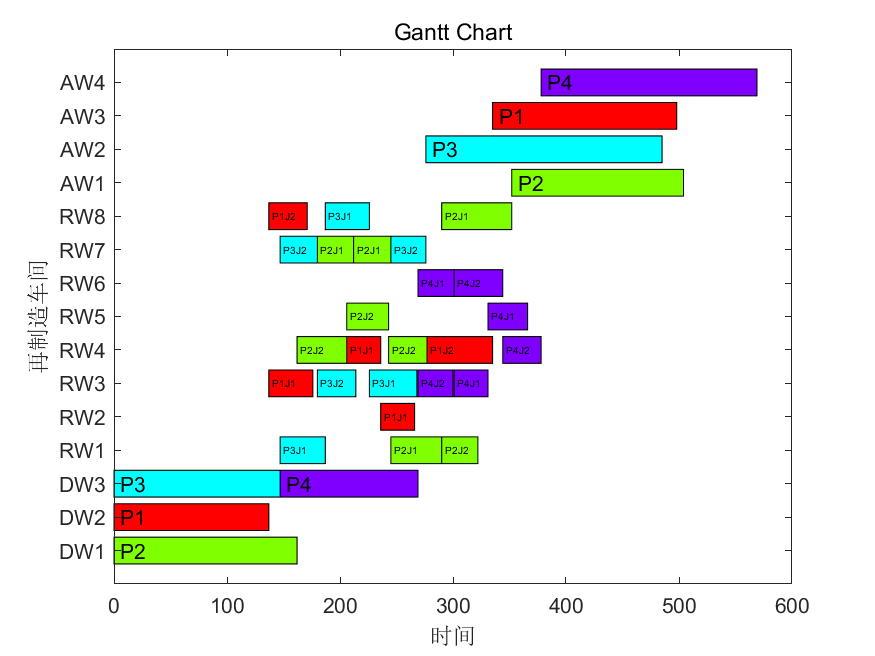 Gantt Chart
AW4 P4
AW3 P1
AW2 P3
AW1 P2
RW8 P1J2 P3J1 P2J1
RW7 P3J2 P2J1 P2J1 P3J2
RW6 P4J1 P4J2
RW5 P2J2 P4J1
RW4 P2J2 P1J1 P2J2 P1J2 P4J2
RW3 P1J1 P3J2 P3J1 P4J2 P4J1
RW2 P1J1
RW1 P3J1 P2J1 P2J2
DW3 P3 P4
DW2 P1
DW1 P2
0 100 200 300 400 500 600
时间
再制造车间